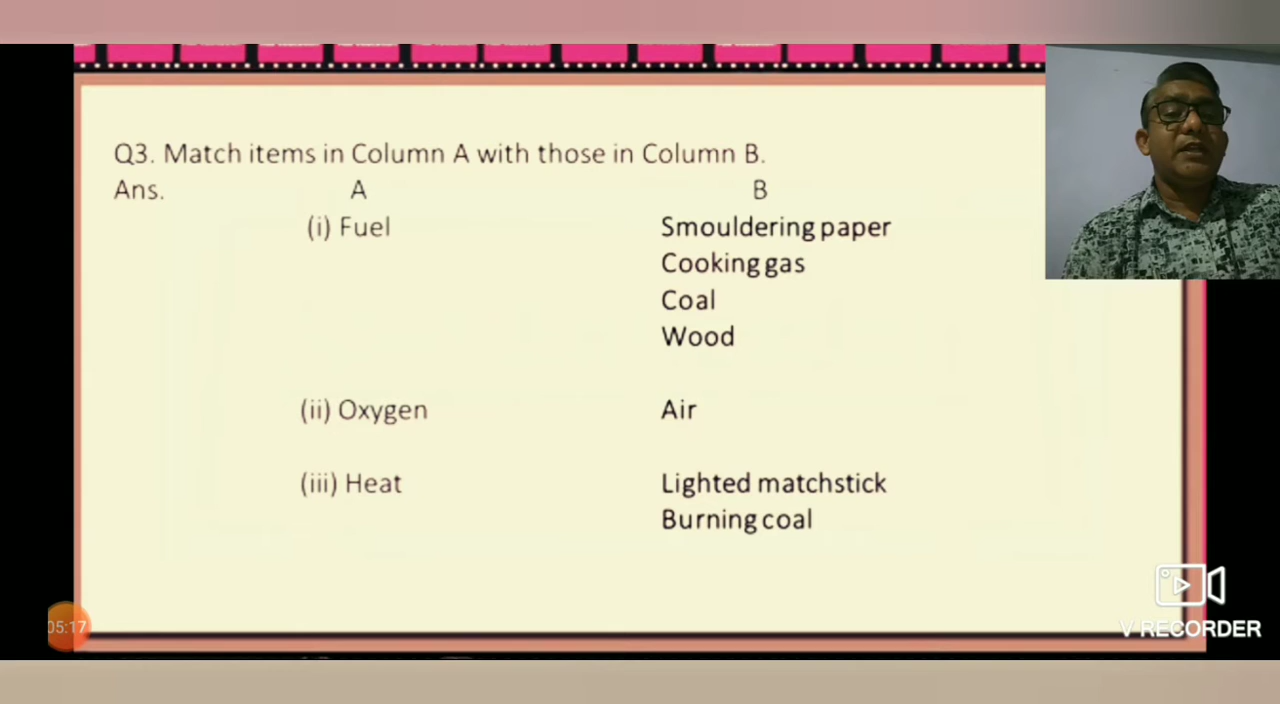 Q3. Match items in Column A with those in Column B.
Ans. A B
(i) Fuel Smouldering paper
Cooking gas
Coal
Wood
(ii) Oxygen Air
(iii) Heat Lighted matchstick
Burning coal
05:17
V RECORDER